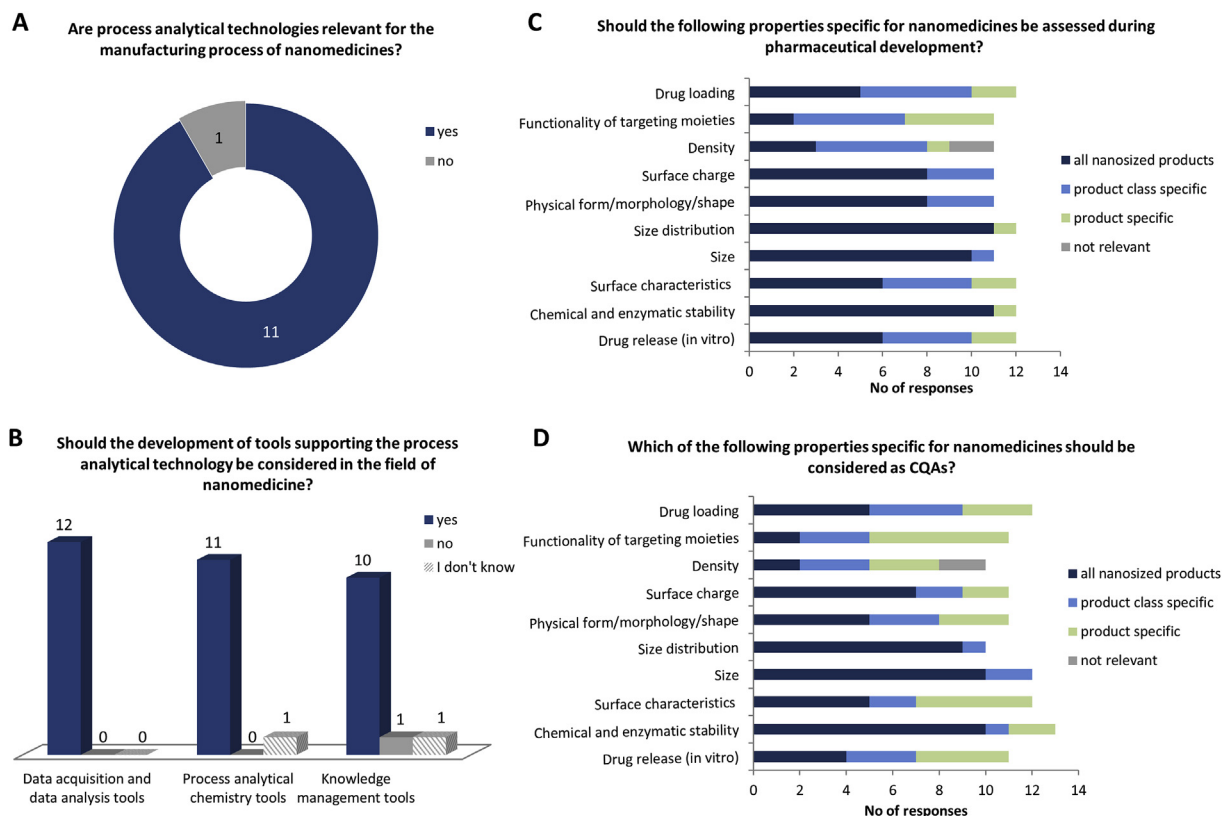 A
Are process analytical technologies relevant for the
manufacturing process of nanomedicines?
1
11
yes
no
B
Should the development of tools supporting the process
analytical technology be considered in the field of
nanomedicine?
12
0
0
11
0
1
10
1
1
yes
no
I don't know
Data acquisition and
data analysis tools
Process analytical
chemistry tools
Knowledge
management tools
C
Should the following properties specific for nanomedicines be assessed during
pharmaceutical development?
Drug loading
Functionality of targeting moieties
Density
Surface charge
Physical form/morphology/shape
Size distribution
Size
Surface characteristics
Chemical and enzymatic stability
Drug release (in vitro)
0 2 4 6 8 10 12 14
No of responses
all nanosized products
product class specific
product specific
not relevant
D
Which of the following properties specific for nanomedicines should be
considered as CQAs?
Drug loading
Functionality of targeting moieties
Density
Surface charge
Physical form/morphology/shape
Size distribution
Size
Surface characteristics
Chemical and enzymatic stability
Drug release (in vitro)
0 2 4 6 8 10 12 14
No of responses
all nanosized products
product class specific
product specific
not relevant